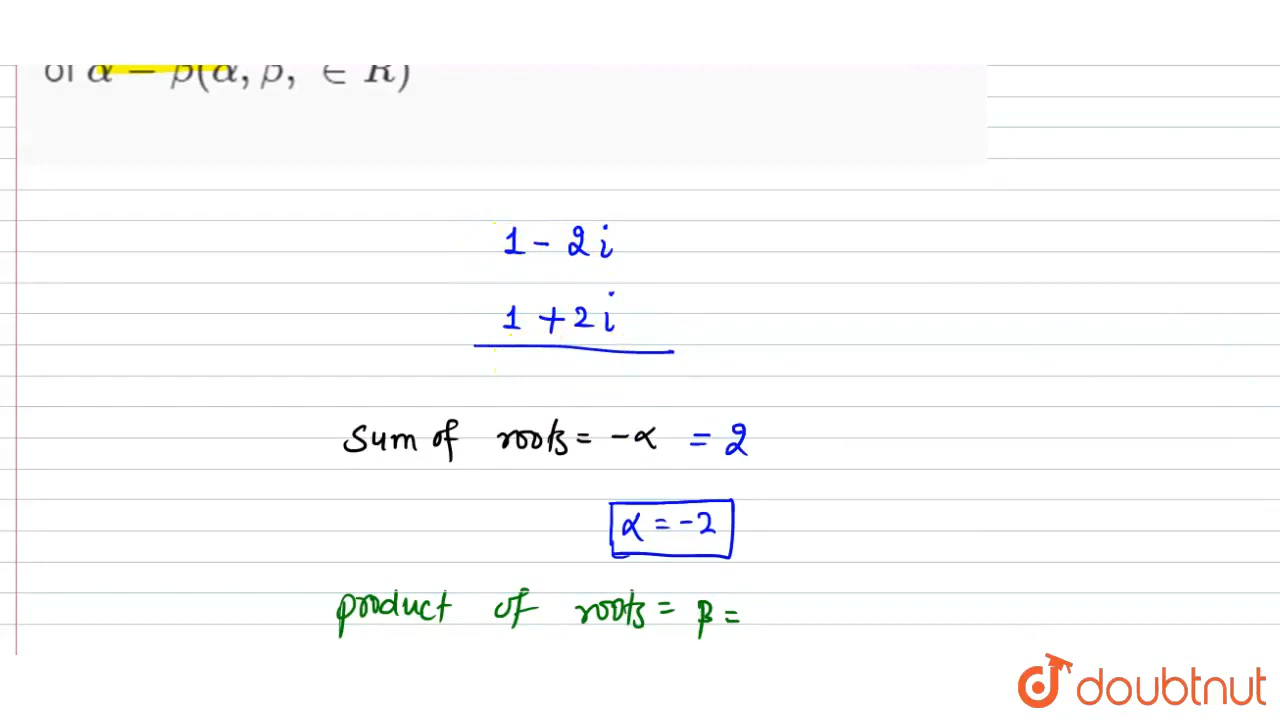 of α − β(α, β, ∈ R)
1 - 2i
1 + 2i
Sum of roots = -α = 2
α = -2
product of roots = β =
doubtnut